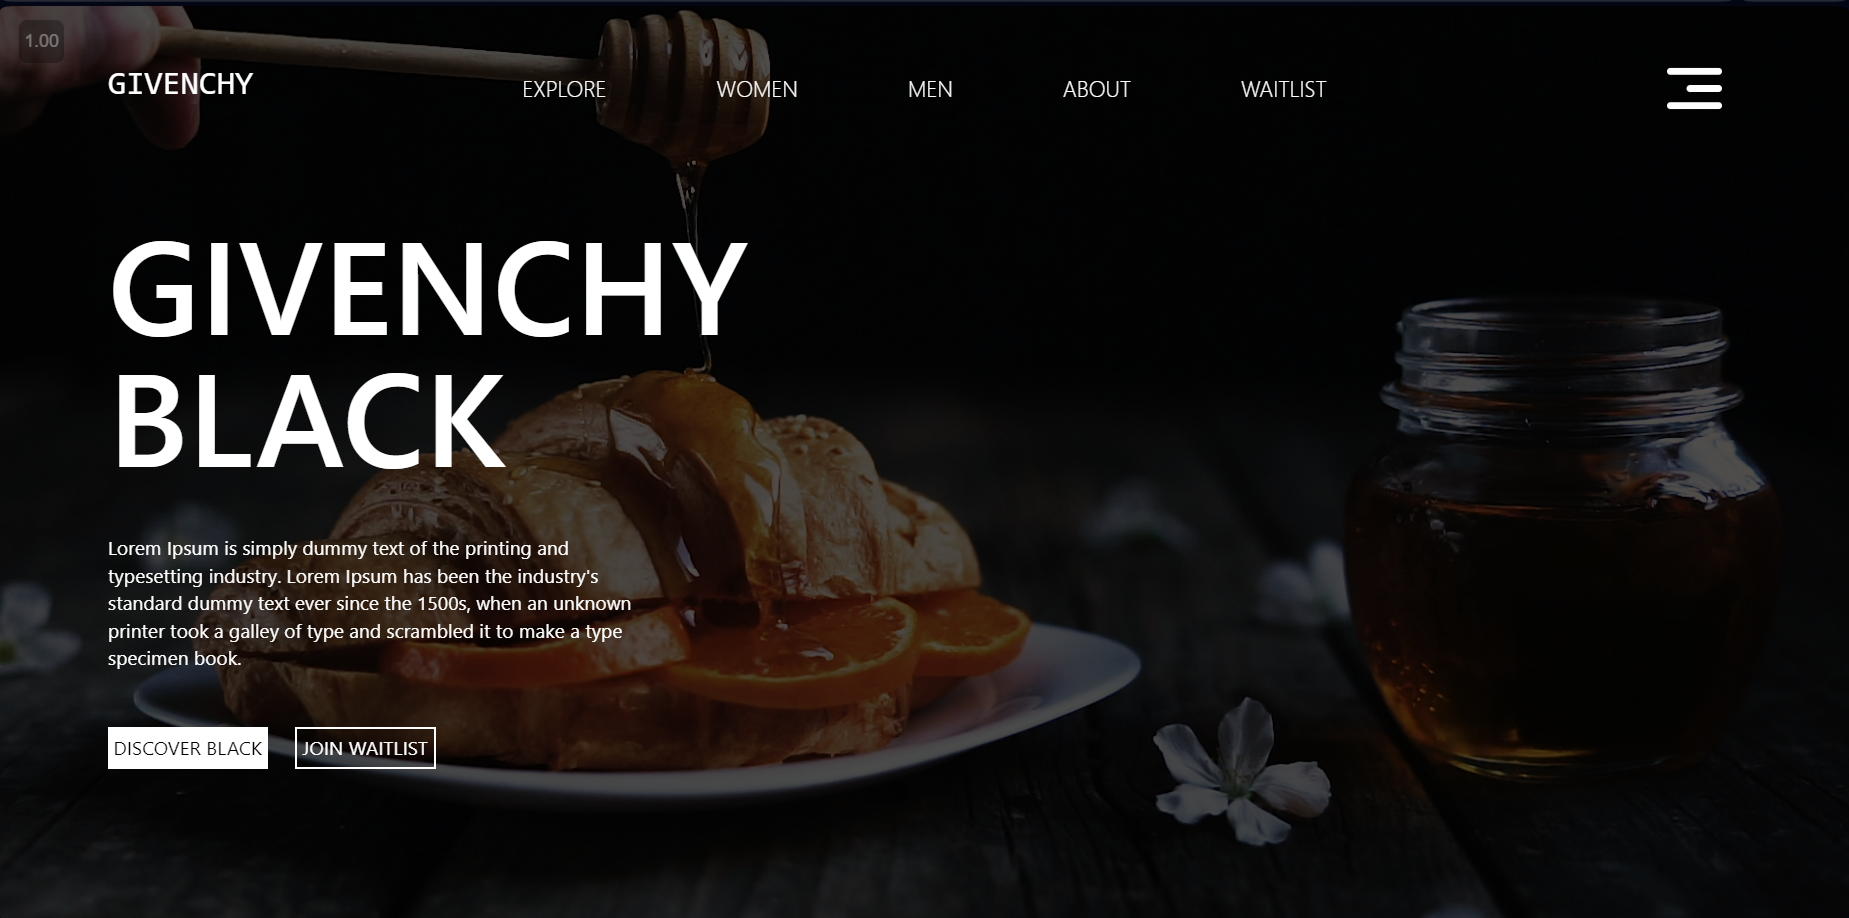 1.00
GIVENCHY
EXPLORE
WOMEN
MEN
ABOUT
WAITLIST
GIVENCHY
BLACK
Lorem Ipsum is simply dummy text of the printing and
typesetting industry. Lorem Ipsum has been the industry's
standard dummy text ever since the 1500s, when an unknown
printer took a galley of type and scrambled it to make a type
specimen book.
DISCOVER BLACK
JOIN WAITLIST